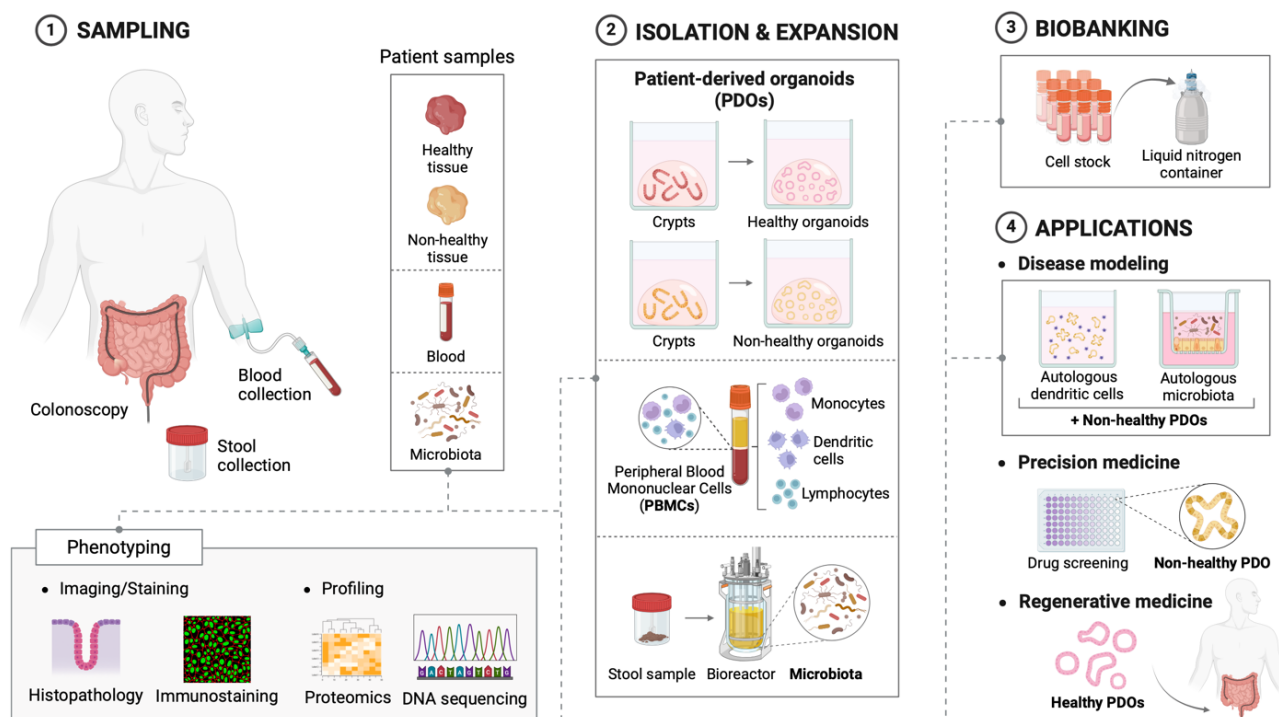 1 SAMPLING
Patient samples
Healthy
tissue
Non-healthy
tissue
Blood
Microbiota
Colonoscopy
Blood
collection
Stool
collection
Phenotyping
• Imaging/Staining
Histopathology
Immunostaining
• Profiling
Proteomics
DNA sequencing
2 ISOLATION & EXPANSION
Patient-derived organoids
(PDOs)
Crypts
Healthy organoids
Crypts
Non-healthy organoids
Peripheral Blood
Mononuclear Cells
(PBMCs)
Monocytes
Dendritic
cells
Lymphocytes
Stool sample
Bioreactor
Microbiota
3 BIOBANKING
Cell stock
Liquid nitrogen
container
4 APPLICATIONS
• Disease modeling
Autologous
dendritic cells
Autologous
microbiota
+ Non-healthy PDOs
• Precision medicine
Drug screening
Non-healthy PDO
• Regenerative medicine
Healthy PDOs